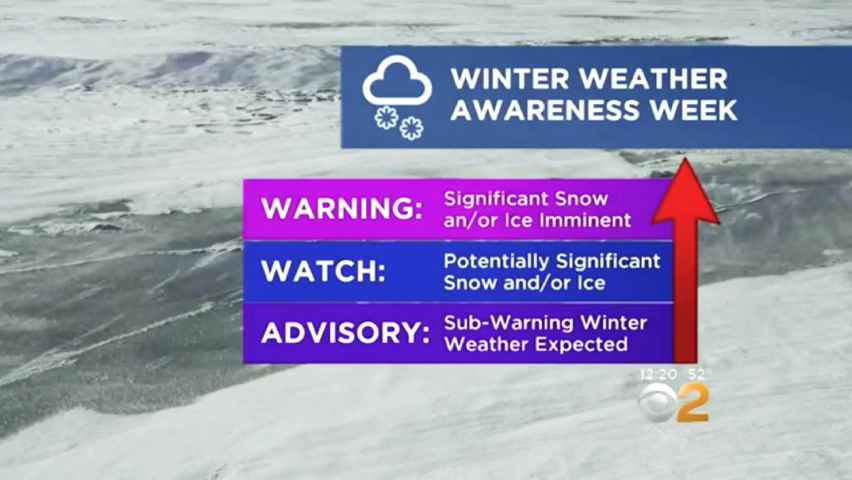 WINTER WEATHER
AWARENESS WEEK
WARNING:
Significant Snow
an/or Ice Imminent
WATCH:
Potentially Significant
Snow and/or Ice
ADVISORY:
Sub-Warning Winter
Weather Expected
12:20 52°
2